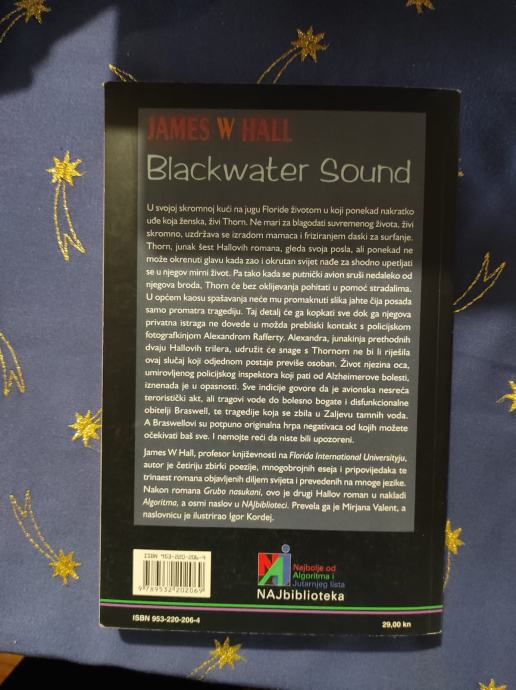 JAMES W HALL
Blackwater Sound
U svojoj skromnoj kući na jugu Floride životom u koji ponekad nakratko
uđe koja ženska, živi Thorn. Ne mari za blagodati suvremenog života, živi
skromno, uzdržava se izradom mamaca i friziranjem daski za surfanje.
Thorn, junak šest Hallovih romana, gleda svoja posla, ali ponekad ne
može okrenuti glavu kada zao i okrutan svijet nađe za shodno upetljati
se u njegov mirni život. Pa tako kada se putnički avion sruši nedaleko od
njegova broda, Thorn će bez oklijevanja pohitati u pomoć stradalima.
U općem kaosu spašavanja neće mu promaknuti slika jahte čija posada
samo promatra tragediju. Taj detalj će ga kopkati sve dok ga njegova
privatna istraga ne dovede u možda prebliski kontakt s policijskom
fotografkinjom Alexandrom Rafferty. Alexandra, junakinja prethodnih
dvaju Hallovih trilera, udružit će snage s Thornom ne bi li riješila
ovaj slučaj koji odjednom postaje previše osoban. Život njezina oca,
umirovljenog policijskog inspektora koji pati od Alzheimerove bolesti,
iznenada je u opasnosti. Sve indicije govore da je avionska nesreća
teroristički akt, ali tragovi vode do bolesno bogate i disfunkcionalne
obitelji Braswell, te tragedije koja se zbila u Zaljevu tamnih voda.
A Braswellovi su potpuno originalna hrpa negativaca od kojih možete
očekivati baš sve. I nemojte reći da niste bili upozoreni.
James W Hall, profesor književnosti na Florida International Universityju,
autor je četiriju zbirki poezije, mnogobrojnih eseja i pripovijedaka te
trinaest romana objavljenih diljem svijeta i prevedenih na mnoge jezike.
Nakon romana Grubo nasukani, ovo je drugi Hallov roman u nakladi
Algoritma, a osmi naslov u NAJbiblioteci. Prevela ga je Mirjana Valent, a
naslovnicu je ilustrirao Igor Kordej.
ISBN 953-220-206-4
9 789532 202069
Najbolje od
Algoritma i
Jutarnjeg lista
NAJbiblioteka
ISBN 953-220-206-4
29,00 kn